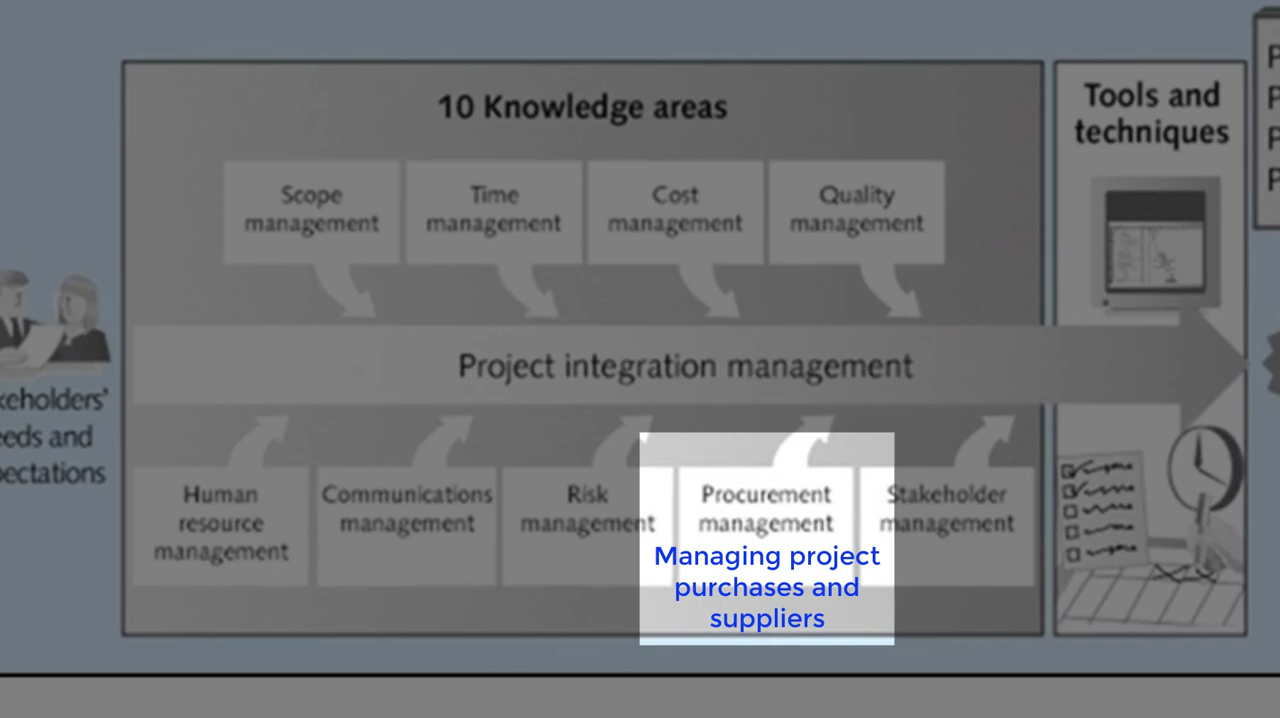 10 Knowledge areas
Tools and
techniques
P
P
P
P
Scope
management
Time
management
Cost
management
Quality
management
Project integration management
keholders'
eeds and
pectations
Human
resource
management
Communications
management
Risk
management
Procurement
management
Stakeholder
management
Managing project
purchases and
suppliers